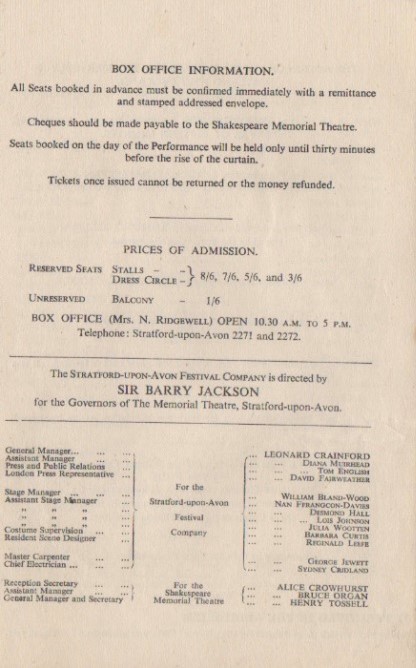 BOX OFFICE INFORMATION.
All Seats booked in advance must be confirmed immediately with a remittance
and stamped addressed envelope.
Cheques should be made payable to the Shakespeare Memorial Theatre.
Seats booked on the day of the Performance will be held only until thirty minutes
before the rise of the curtain.
Tickets once issued cannot be returned or the money refunded.
PRICES OF ADMISSION.
RESERVED SEATS STALLS - - } 8/6, 7/6, 5/6, and 3/6
DRESS CIRCLE - }
UNRESERVED BALCONY - 1/6
BOX OFFICE (MRS. N. RIDGEWELL) OPEN 10.30 A.M. TO 5 P.M.
Telephone: Stratford-upon-Avon 2271 and 2272.
The STRATFORD-UPON-AVON FESTIVAL COMPANY is directed by
SIR BARRY JACKSON
for the Governors of The Memorial Theatre, Stratford-upon-Avon.
General Manager... ... ... LEONARD CRAINFORD
Assistant Manager ... ... DIANA MUIRHEAD
Press and Public Relations ... TOM ENGLISH
London Press Representative ... DAVID FAIRWEATHER
Stage Manager ... ... ... For the WILLIAM BLAND-WOOD
Assistant Stage Manager Stratford-upon-Avon NAN FFRANGCON-DAVIES
" " " Festival DESMOND HALL
" " " Company LOIS JOHNSON
" " " JULIA WOOTTEN
Costume Supervision ... ... BARBARA CURTIS
Resident Scene Designer ... REGINALD LEEFE
Master Carpenter ... ... GEORGE JEWETT
Chief Electrician ... ... ... SYDNEY CRIDLAND
Reception Secretary ... ... For the ALICE CROWHURST
Assistant Manager ... ... Shakespeare BRUCE ORGAN
General Manager and Secretary Memorial Theatre HENRY TOSSELL